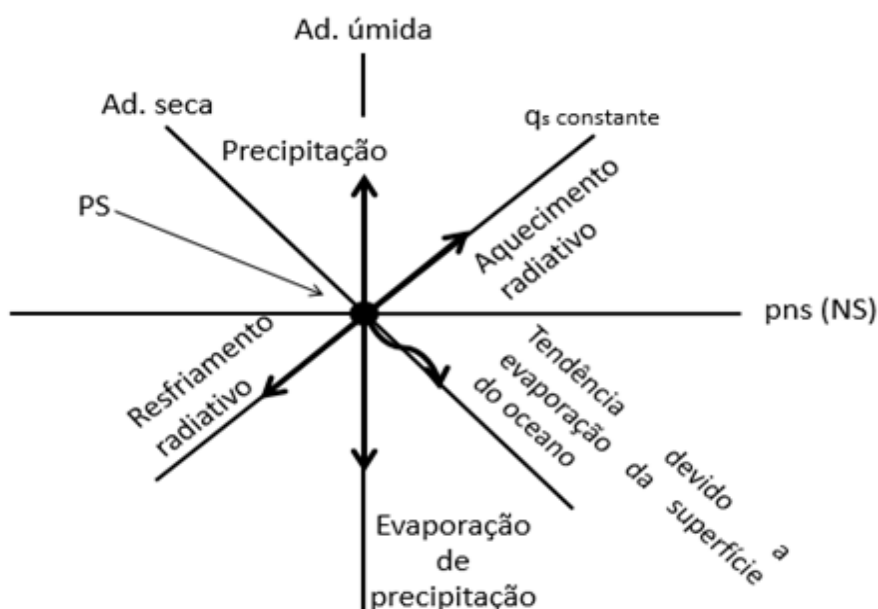 Ad. úmida
Ad. seca
qs constante
Precipitação
PS
Aquecimento
radiativo
pns (NS)
Resfriamento
radiativo
Tendência devido a
evaporação da superfície
do oceano
Evaporação
de
precipitação